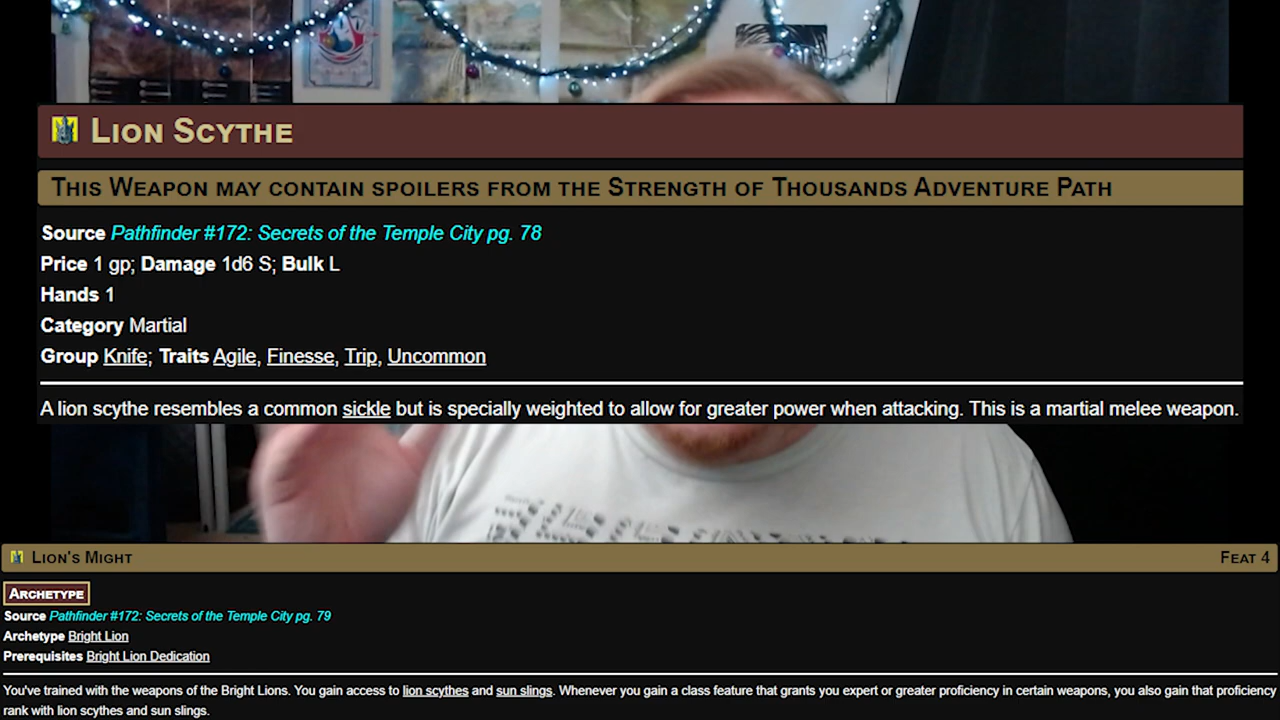 Lion Scythe
This Weapon may contain spoilers from the Strength of Thousands Adventure Path
Source Pathfinder #172: Secrets of the Temple City pg. 78
Price 1 gp; Damage 1d6 S; Bulk L
Hands 1
Category Martial
Group Knife; Traits Agile, Finesse, Trip, Uncommon
A lion scythe resembles a common sickle but is specially weighted to allow for greater power when attacking. This is a martial melee weapon.
Lion's Might Feat 4
Archetype
Source Pathfinder #172: Secrets of the Temple City pg. 79
Archetype Bright Lion
Prerequisites Bright Lion Dedication
You've trained with the weapons of the Bright Lions. You gain access to lion scythes and sun slings. Whenever you gain a class feature that grants you expert or greater proficiency in certain weapons, you also gain that proficiency
rank with lion scythes and sun slings.